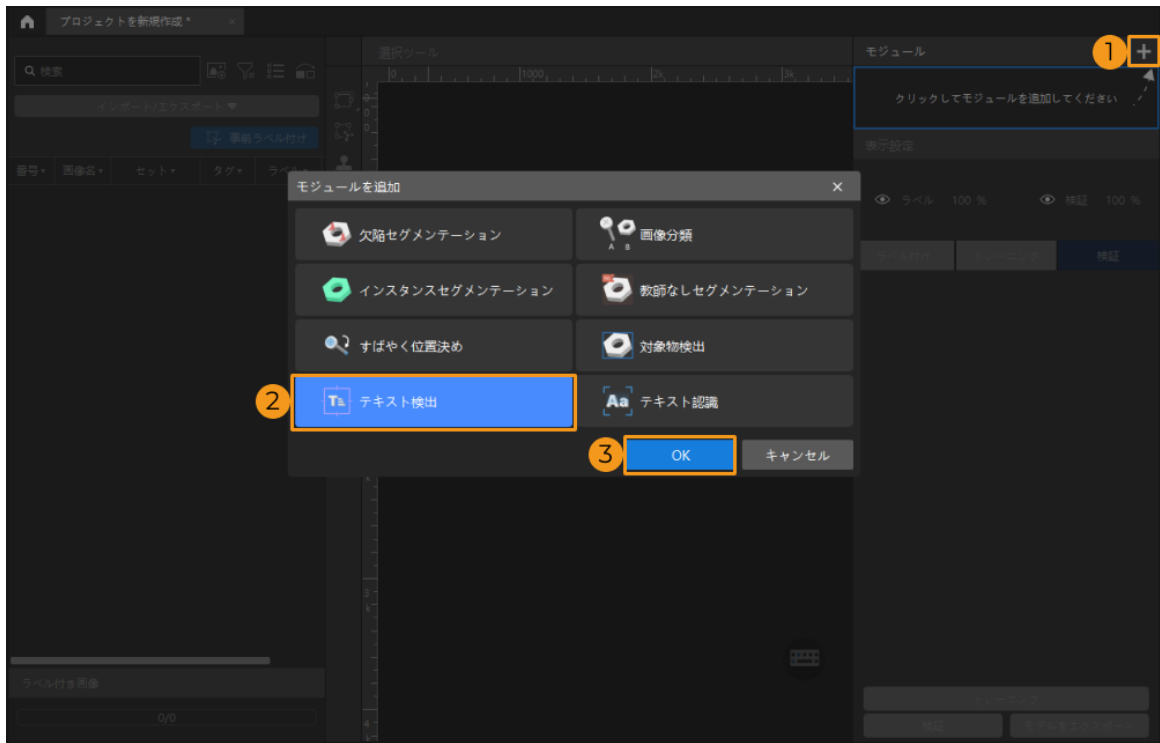 プロジェクトを新規作成 *
×
選択ツール
モジュール
1
+
検索
0
1000
2k
3k
クリックしてモジュールを追加してください
インポート/エクスポート ▼
事前ラベル付け
表示設定
番号▼ 画像名▼ セット▼ タグ▼ ラベル▼
ラベル 100 % 検証 100 %
ラベル付け トレーニング 検証
モジュールを追加
×
欠陥セグメンテーション
A B
画像分類
インスタンスセグメンテーション
教師なしセグメンテーション
すばやく位置決め
対象物検出
2
テキスト検出
Aa テキスト認識
3
OK
キャンセル
3
k
4
k
ラベル付き画像
0/0
トレーニング
検証 モデルをエクスポート